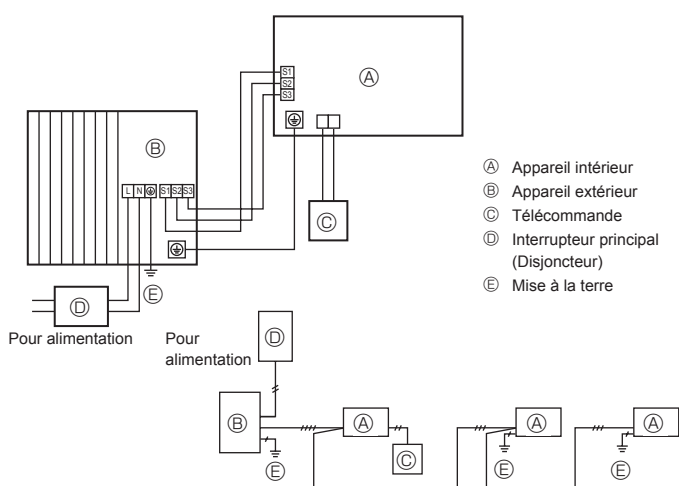 S1
S2
S3
Ⓐ
Ⓑ
L N S1 S2 S3
Ⓒ
Ⓔ
Ⓓ
Pour alimentation
Ⓐ Appareil intérieur
Ⓑ Appareil extérieur
Ⓒ Télécommande
Ⓓ Interrupteur principal
(Disjoncteur)
Ⓔ Mise à la terre
Pour
alimentation
Ⓓ
Ⓑ
Ⓐ
Ⓐ
Ⓐ
Ⓔ
Ⓒ
Ⓔ
Ⓔ